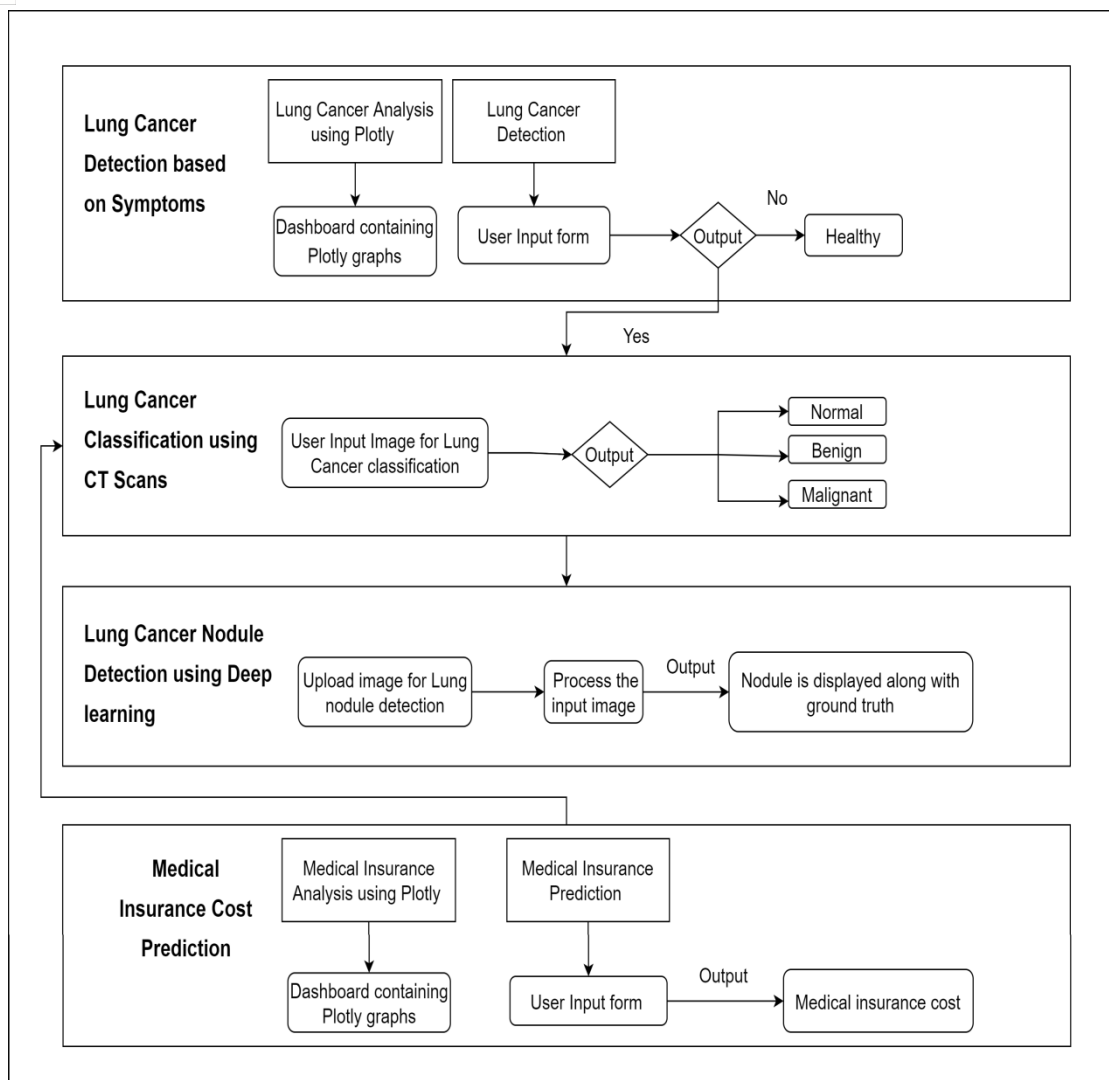 Lung Cancer
Detection based
on Symptoms
Lung Cancer Analysis
using Plotly
Lung Cancer
Detection
Dashboard containing
Plotly graphs
User Input form
Output
No
Healthy
Yes
Lung Cancer
Classification using
CT Scans
User Input Image for Lung
Cancer classification
Output
Normal
Benign
Malignant
Lung Cancer Nodule
Detection using Deep
learning
Upload image for Lung
nodule detection
Process the
input image
Output
Nodule is displayed along with
ground truth
Medical
Insurance Cost
Prediction
Medical Insurance
Analysis using Plotly
Medical Insurance
Prediction
Dashboard containing
Plotly graphs
User Input form
Output
Medical insurance cost